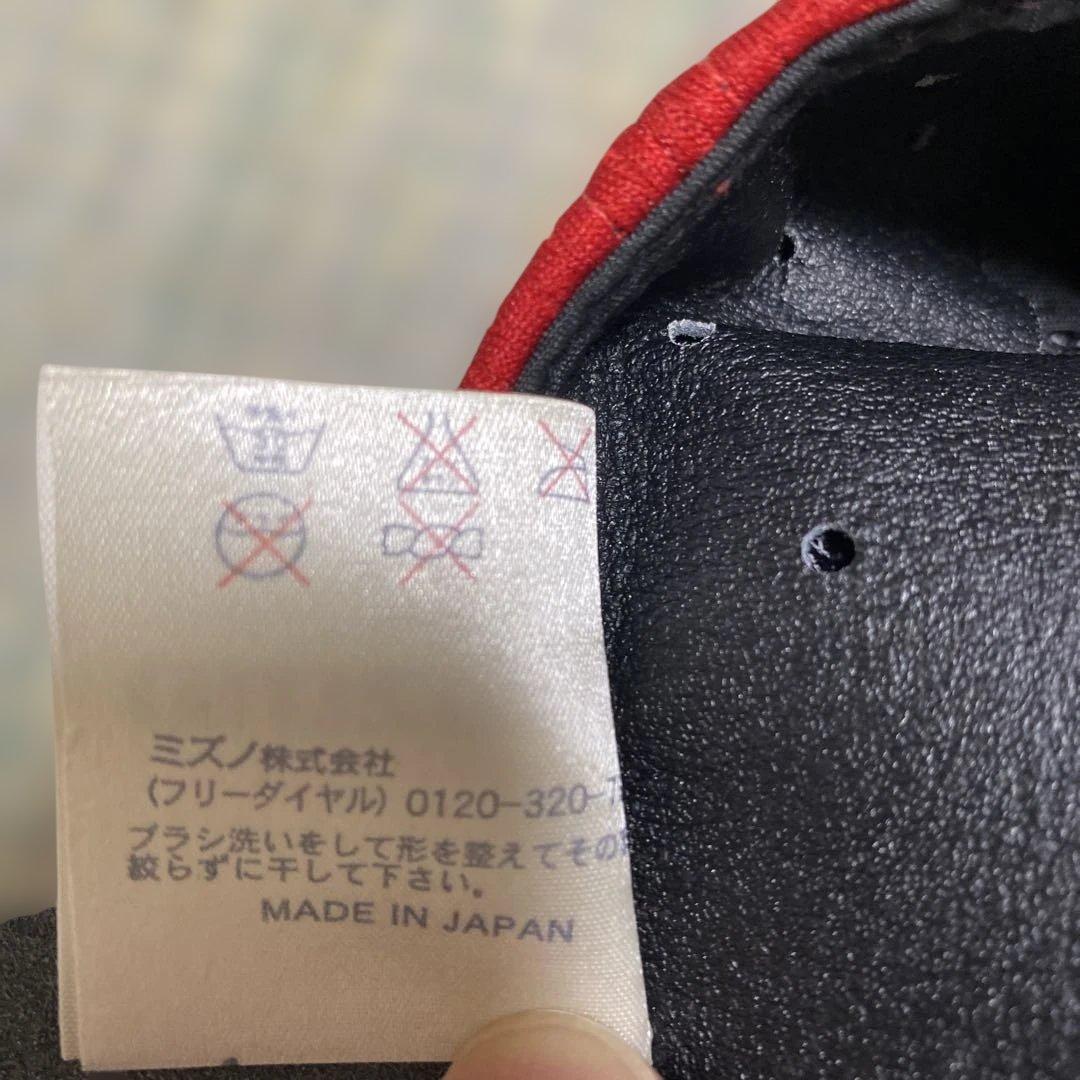 ミズノ株式会社
(フリーダイヤル) 0120-320-7
ブラシ洗いをして形を整えてその
絞らずに干して下さい。
MADE IN JAPAN